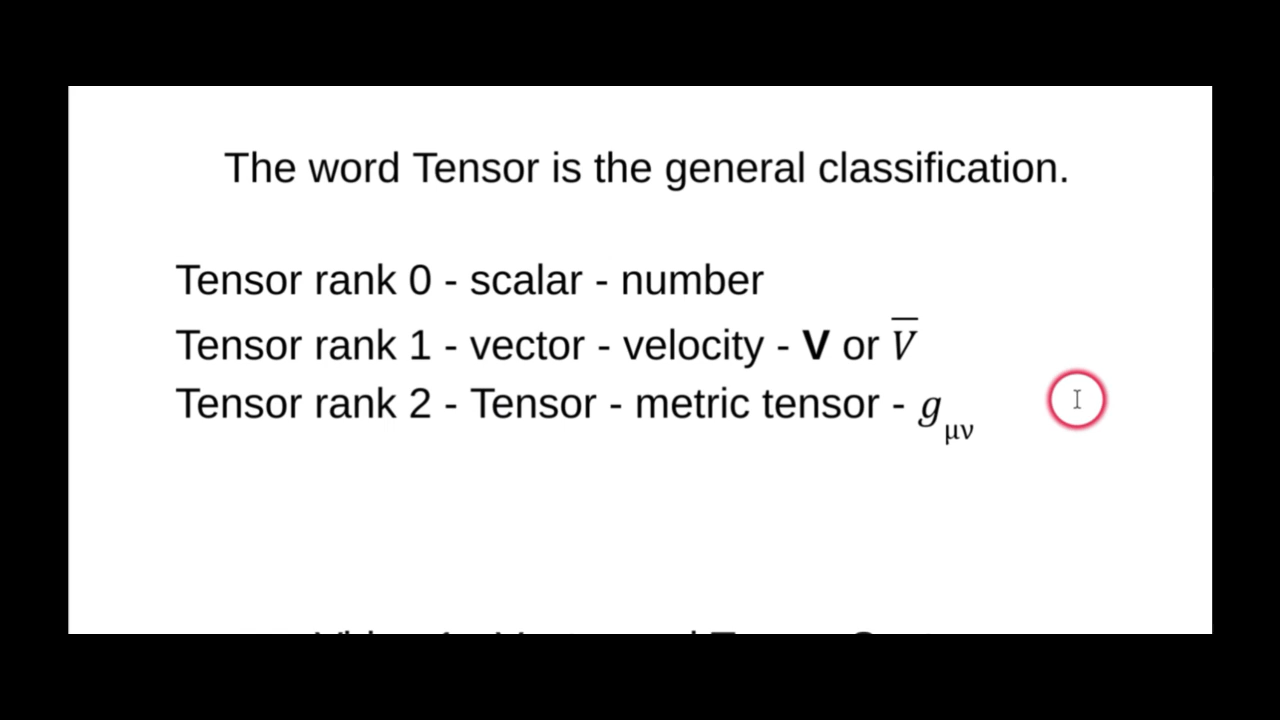 The word Tensor is the general classification.
Tensor rank 0 - scalar - number
Tensor rank 1 - vector - velocity - V or V̅
Tensor rank 2 - Tensor - metric tensor - g_μν